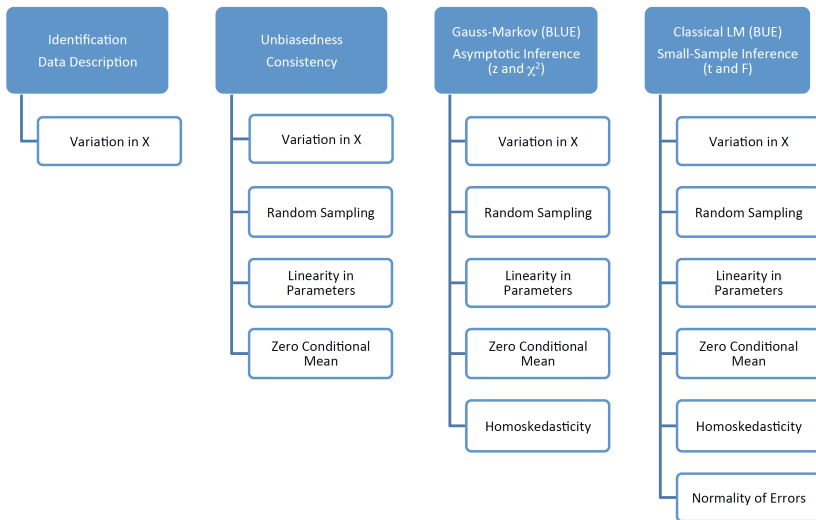 Identification
Data Description
Variation in X
Unbiasedness
Consistency
Variation in X
Random Sampling
Linearity in
Parameters
Zero Conditional
Mean
Gauss-Markov (BLUE)
Asymptotic Inference
(z and χ²)
Variation in X
Random Sampling
Linearity in
Parameters
Zero Conditional
Mean
Homoskedasticity
Classical LM (BUE)
Small-Sample Inference
(t and F)
Variation in X
Random Sampling
Linearity in
Parameters
Zero Conditional
Mean
Homoskedasticity
Normality of Errors